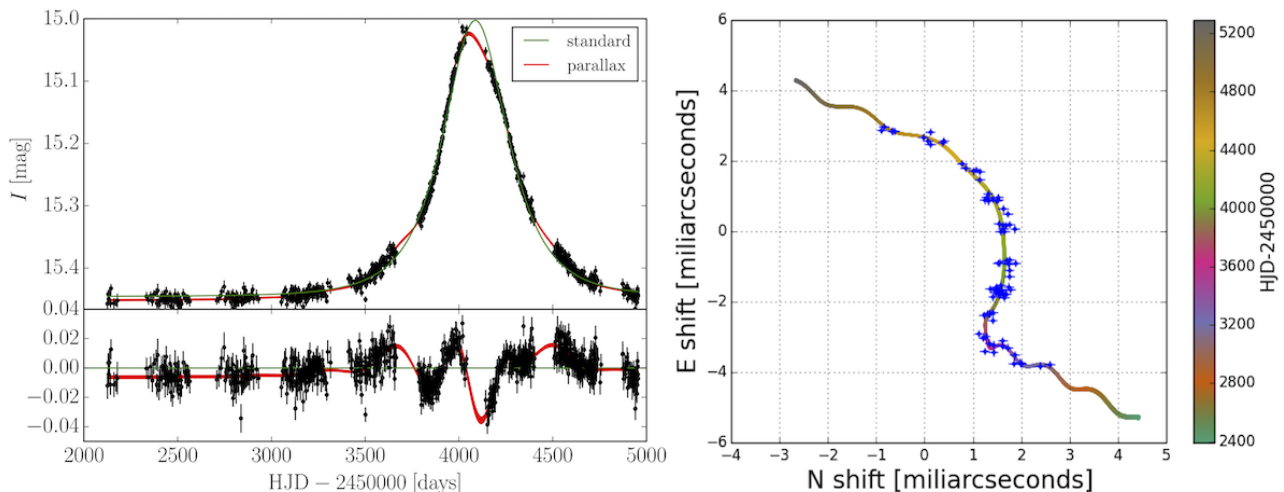 15.0
15.1
15.2
15.3
15.4
I [mag]
standard
parallax
0.04
0.02
0.00
−0.02
−0.04
2000 2500 3000 3500 4000 4500 5000
HJD − 2450000 [days]
6
4
2
0
−2
−4
−6
E shift [miliarcseconds]
−4 −3 −2 −1 0 1 2 3 4 5
N shift [miliarcseconds]
5200
4800
4400
4000
3600
3200
2800
2400
HJD-2450000